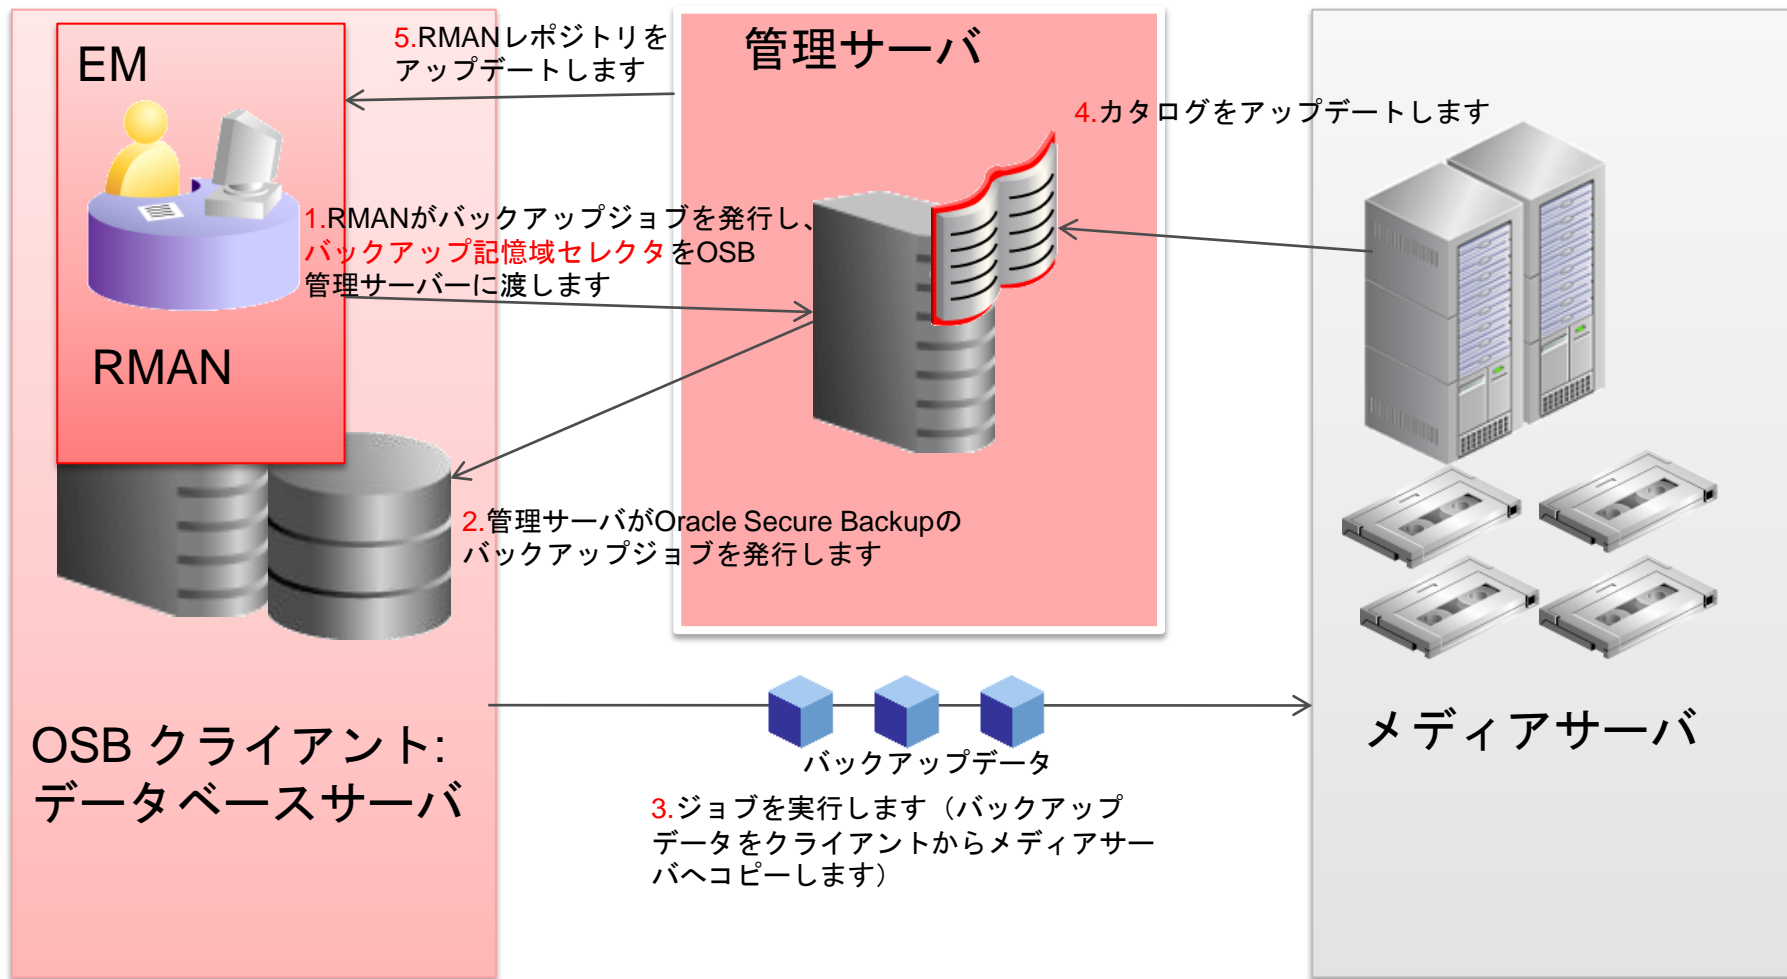 EM
RMAN
5.RMANレポジトリを
アップデートします
管理サーバ
4.カタログをアップデートします
1.RMANがバックアップジョブを発行し、
バックアップ記憶域セレクタをOSB
管理サーバーに渡します
2.管理サーバがOracle Secure Backupの
バックアップジョブを発行します
OSB クライアント:
データベースサーバ
バックアップデータ
3.ジョブを実行します（バックアップ
データをクライアントからメディアサー
バへコピーします）
メディアサーバ